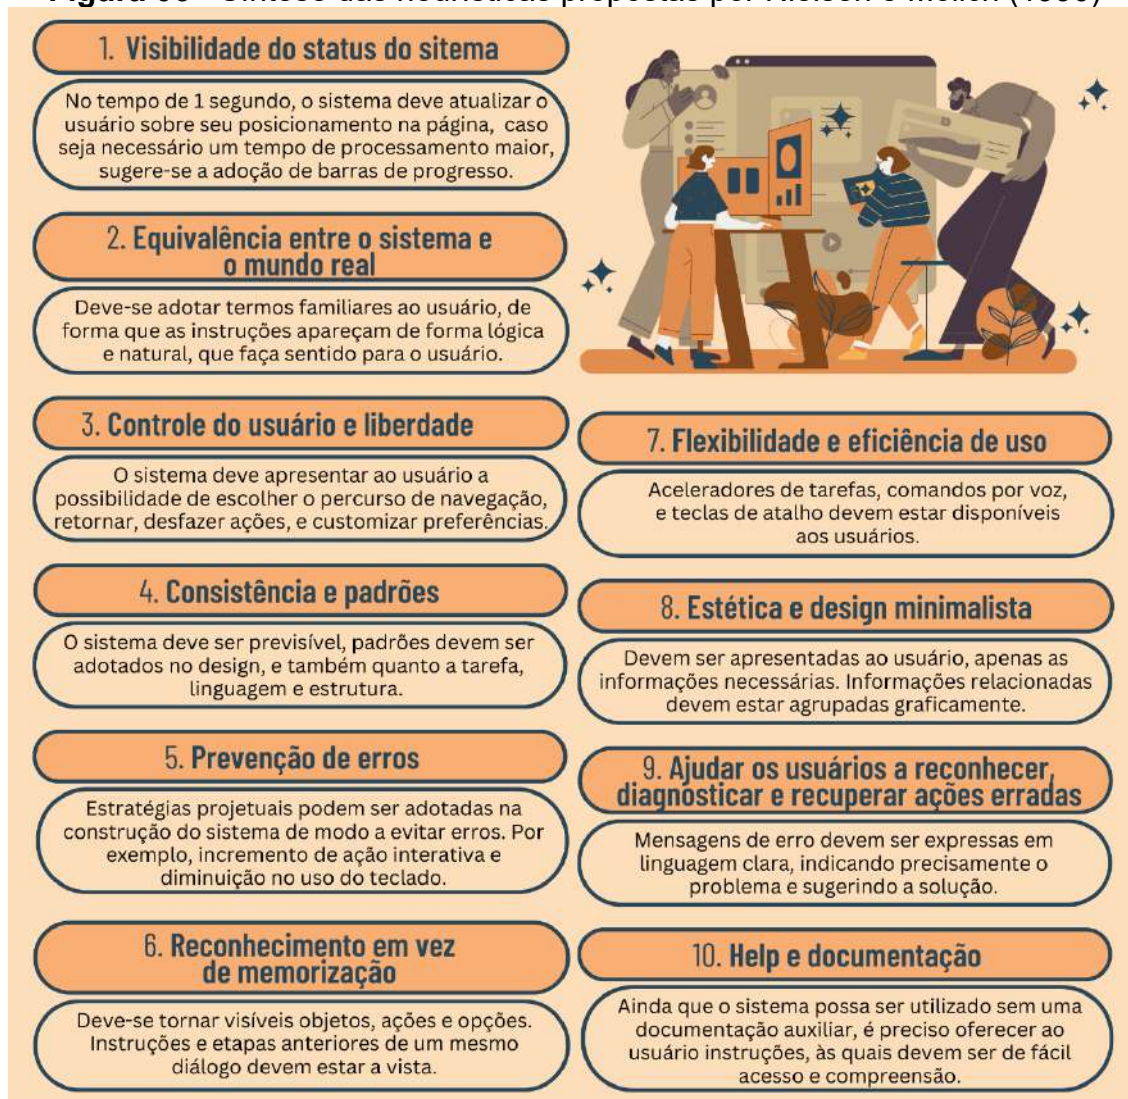 1. Visibilidade do status do sitema
No tempo de 1 segundo, o sistema deve atualizar o
usuário sobre seu posicionamento na página, caso
seja necessário um tempo de processamento maior,
sugere-se a adoção de barras de progresso.
2. Equivalência entre o sistema e
o mundo real
Deve-se adotar termos familiares ao usuário, de
forma que as instruções apareçam de forma lógica
e natural, que faça sentido para o usuário.
3. Controle do usuário e liberdade
O sistema deve apresentar ao usuário a
possibilidade de escolher o percurso de navegação,
retornar, desfazer ações, e customizar preferências.
4. Consistência e padrões
O sistema deve ser previsível, padrões devem ser
adotados no design, e também quanto a tarefa,
linguagem e estrutura.
5. Prevenção de erros
Estratégias projetuais podem ser adotadas na
construção do sistema de modo a evitar erros. Por
exemplo, incremento de ação interativa e
diminuição no uso do teclado.
6. Reconhecimento em vez
de memorização
Deve-se tornar visíveis objetos, ações e opções.
Instruções e etapas anteriores de um mesmo
diálogo devem estar a vista.
7. Flexibilidade e eficiência de uso
Aceleradores de tarefas, comandos por voz,
e teclas de atalho devem estar disponíveis
aos usuários.
8. Estética e design minimalista
Devem ser apresentadas ao usuário, apenas as
informações necessárias. Informações relacionadas
devem estar agrupadas graficamente.
9. Ajudar os usuários a reconhecer,
diagnosticar e recuperar ações erradas
Mensagens de erro devem ser expressas em
linguagem clara, indicando precisamente o
problema e sugerindo a solução.
10. Help e documentação
Ainda que o sistema possa ser utilizado sem uma
documentação auxiliar, é preciso oferecer ao
usuário instruções, às quais devem ser de fácil
acesso e compreensão.